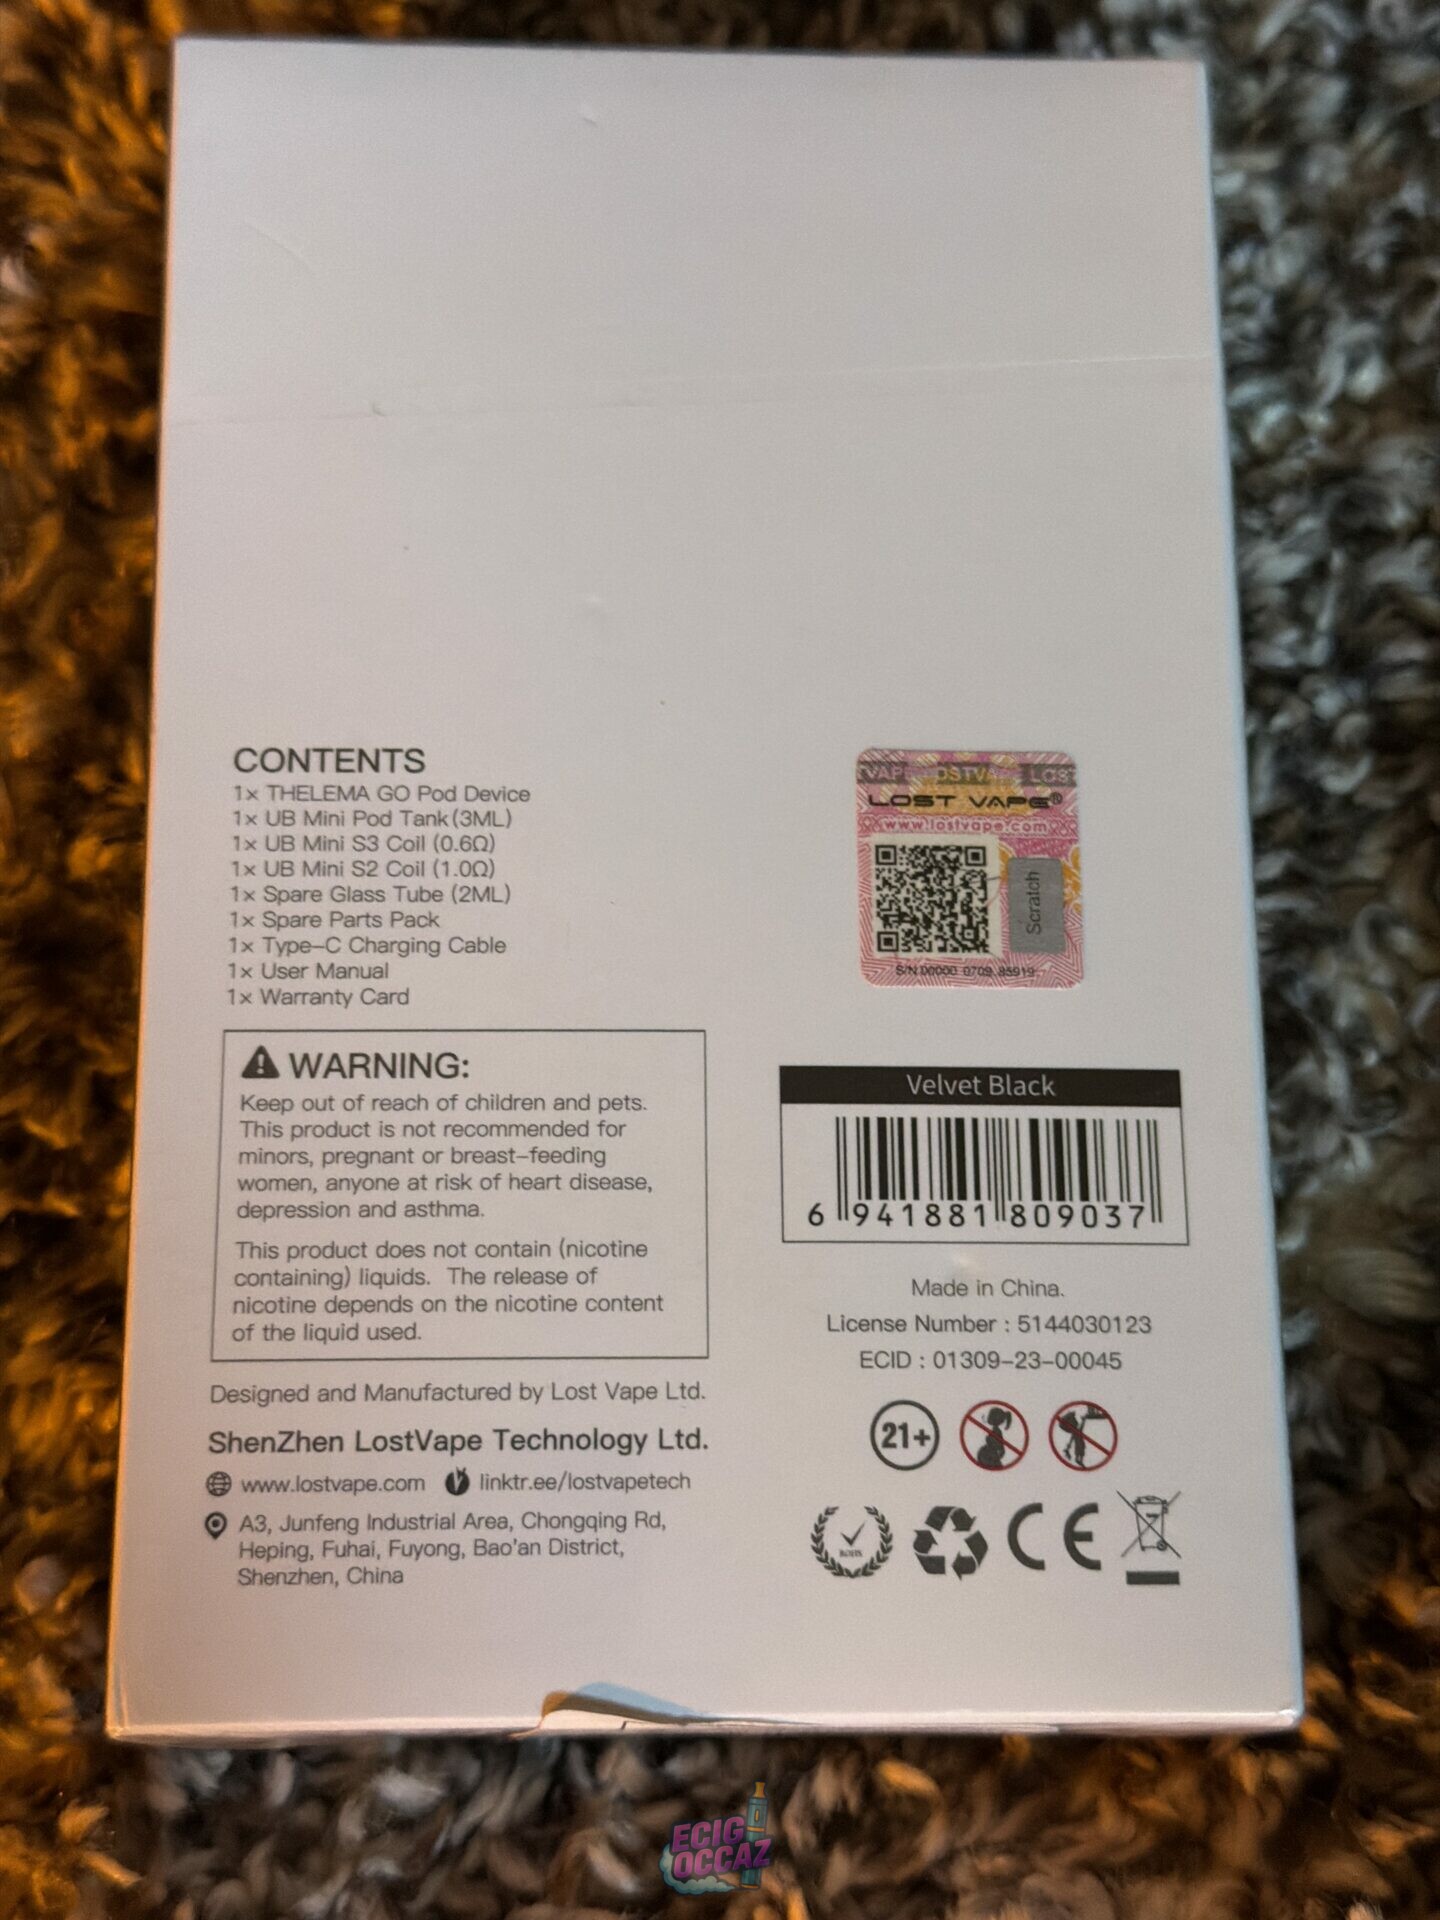 CONTENTS
1× THELEMA GO Pod Device
1× UB Mini Pod Tank (3ML)
1× UB Mini S3 Coil (0.6Ω)
1× UB Mini S2 Coil (1.0Ω)
1× Spare Glass Tube (2ML)
1× Spare Parts Pack
1× Type-C Charging Cable
1× User Manual
1× Warranty Card
LOST VAPE®
www.lostvape.com
Scratch
S/N 00000 0709 85919
WARNING:
Keep out of reach of children and pets.
This product is not recommended for
minors, pregnant or breast-feeding
women, anyone at risk of heart disease,
depression and asthma.
This product does not contain (nicotine
containing) liquids. The release of
nicotine depends on the nicotine content
of the liquid used.
Designed and Manufactured by Lost Vape Ltd.
ShenZhen LostVape Technology Ltd.
www.lostvape.com linktr.ee/lostvapetech
A3, Junfeng Industrial Area, Chongqing Rd,
Heping, Fuhai, Fuyong, Bao'an District,
Shenzhen, China
Velvet Black
6 941881 809037
Made in China.
License Number : 5144030123
ECID : 01309-23-00045
21+
ROHS
CE
ECIG
OCCAZ